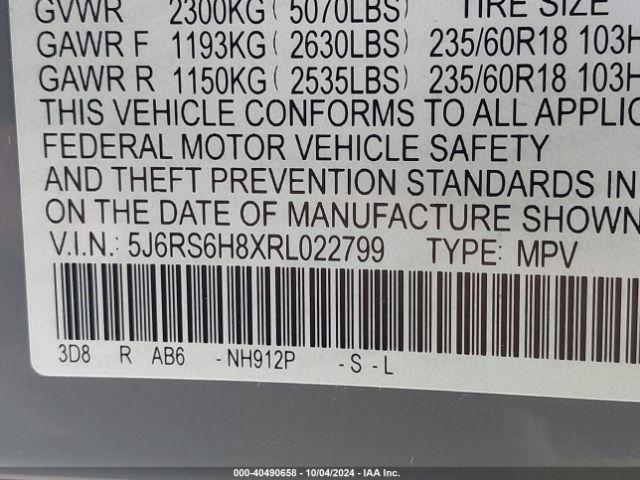 GVWR 2300KG ( 5070LBS ) TIRE SIZE
GAWR F 1193KG ( 2630LBS ) 235/60R18 103H
GAWR R 1150KG ( 2535LBS ) 235/60R18 103H
THIS VEHICLE CONFORMS TO ALL APPLIC
FEDERAL MOTOR VEHICLE SAFETY
AND THEFT PREVENTION STANDARDS IN
ON THE DATE OF MANUFACTURE SHOWN
V.I.N.: 5J6RS6H8XRL022799 TYPE: MPV
3D8 R AB6 - NH912P - S - L
000-40490658 - 10/04/2024 - IAA Inc.